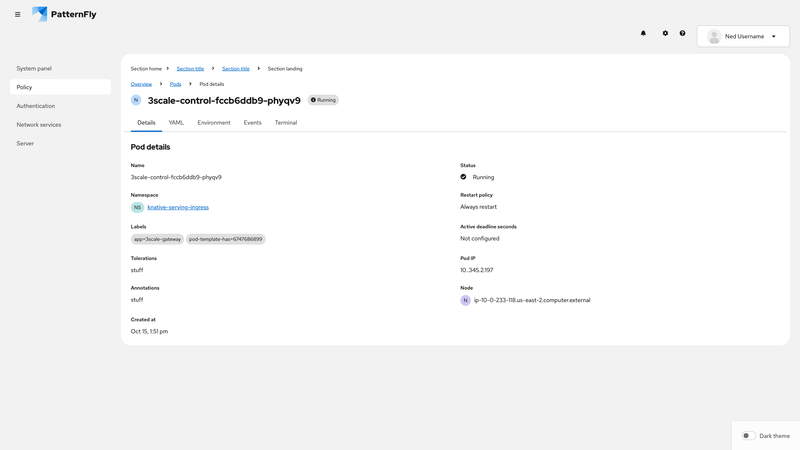 PatternFly
Ned Username
System panel
Policy
Authentication
Network services
Server
Section home > Section title > Section title > Section landing
Overview > Pods > Pod details
N 3scale-control-fccb6ddb9-phyqv9 Running
Details YAML Environment Events Terminal
Pod details
Name
3scale-control-fccb6ddb9-phyqv9
Namespace
NS knative-serving-ingress
Labels
app=3scale-gateway pod-template-has=6747686899
Tolerations
stuff
Annotations
stuff
Created at
Oct 15, 1:51 pm
Status
Running
Restart policy
Always restart
Active deadline seconds
Not configured
Pod IP
10..345.2.197
Node
N ip-10-0-233-118.us-east-2.computer.external
Dark theme